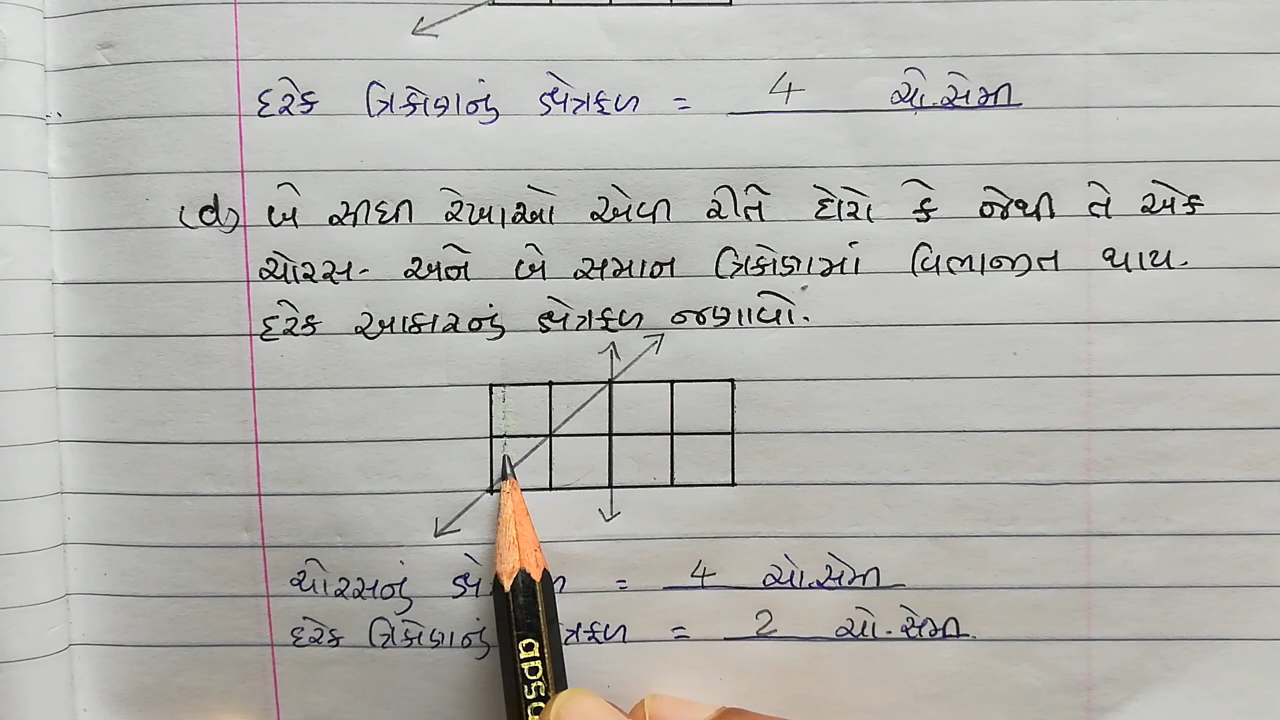 દરેક ત્રિકોણનું ક્ષેત્રફળ = 4 ચો.સેમી
(d) બે સીધી રેખાઓ એવી રીતે દોરો કે જેથી તે એક
ચોરસ અને બે સમાન ત્રિકોણમાં વિભાજીત થાય.
દરેક આકારનું ક્ષેત્રફળ જણાવો.
ચોરસનું = 4 ચો.સેમી
દરેક ત્રિકોણનું = 2 ચો.સેમી.
apsa